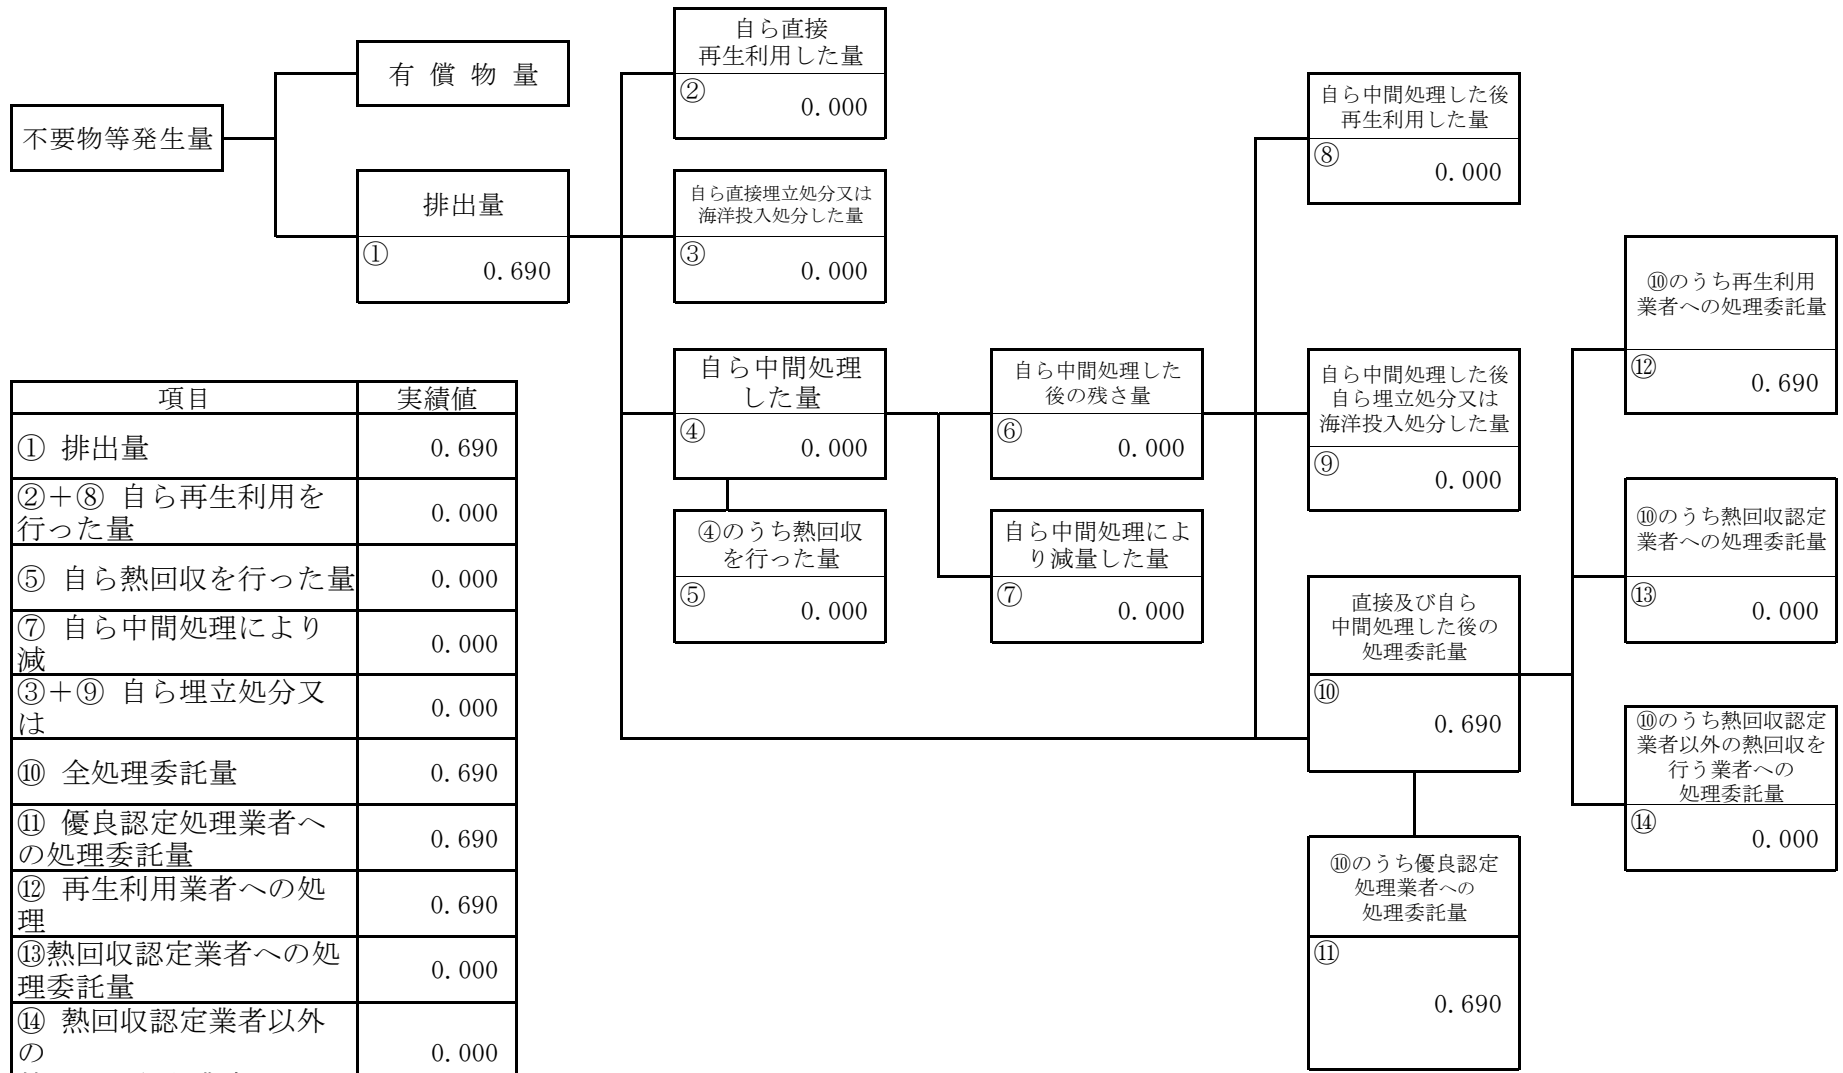 不要物等発生量
有 償 物 量
排出量
①
0.690
自ら直接
再生利用した量
②
0.000
自ら直接埋立処分又は
海洋投入処分した量
③
0.000
自ら中間処理
した量
④
0.000
④のうち熱回収
を行った量
⑤
0.000
自ら中間処理した
後の残さ量
⑥
0.000
自ら中間処理によ
り減量した量
⑦
0.000
自ら中間処理した後
再生利用した量
⑧
0.000
自ら中間処理した後
自ら埋立処分又は
海洋投入処分した量
⑨
0.000
直接及び自ら
中間処理した後の
処理委託量
⑩
0.690
⑩のうち優良認定
処理業者への
処理委託量
⑪
0.690
⑩のうち再生利用
業者への処理委託量
⑫
0.690
⑩のうち熱回収認定
業者への処理委託量
⑬
0.000
⑩のうち熱回収認定
業者以外の熱回収を
行う業者への
処理委託量
⑭
0.000
項目 実績値
① 排出量 0.690
②＋⑧ 自ら再生利用を
行った量
0.000
⑤ 自ら熱回収を行った量 0.000
⑦ 自ら中間処理により
減
0.000
③＋⑨ 自ら埋立処分又
は
0.000
⑩ 全処理委託量 0.690
⑪ 優良認定処理業者へ
の処理委託量
0.690
⑫ 再生利用業者への処
理
0.690
⑬熱回収認定業者への処
理委託量
0.000
⑭ 熱回収認定業者以外
の
0.000